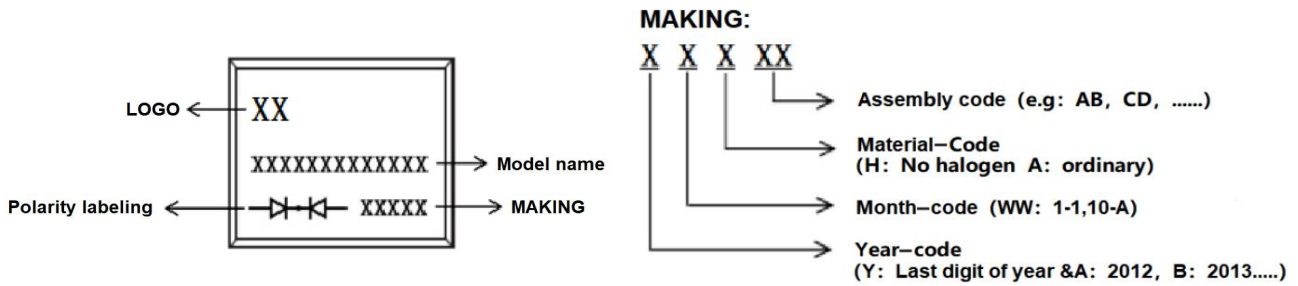 LOGO
XX
XXXXXXXXXXXXX
Model name
Polarity labeling
XXXXX
MAKING
MAKING:
X X X XX
Assembly code (e.g: AB, CD, ......)
Material-Code
(H: No halogen A: ordinary)
Month-code (WW: 1-1,10-A)
Year-code
(Y: Last digit of year &A: 2012, B: 2013.....)